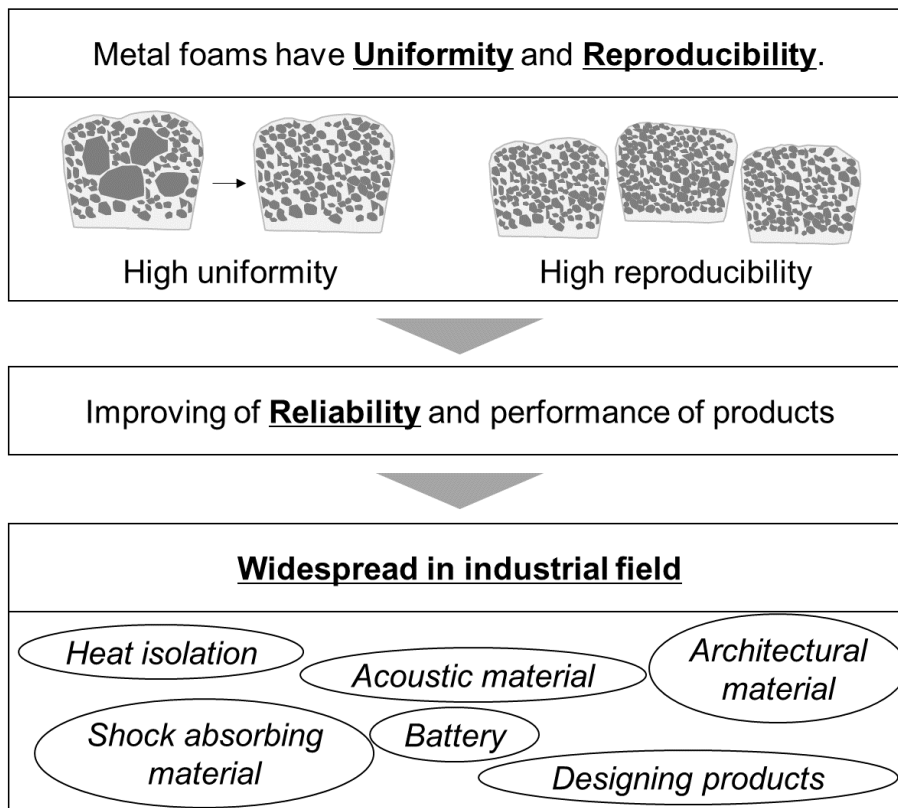 Metal foams have Uniformity and Reproducibility.
High uniformity
High reproducibility
Improving of Reliability and performance of products
Widespread in industrial field
Heat isolation
Acoustic material
Architectural
material
Shock absorbing
material
Battery
Designing products